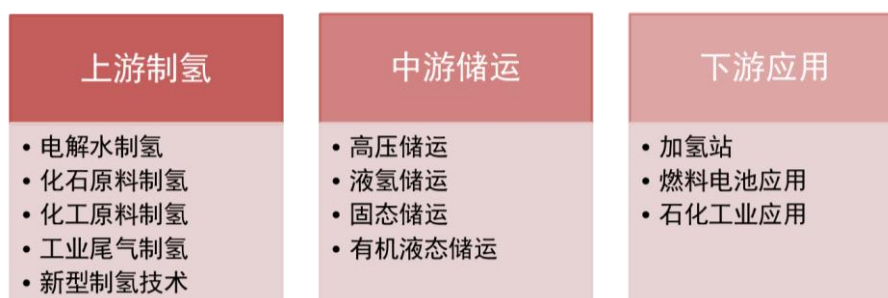 上游制氢
• 电解水制氢
• 化石原料制氢
• 化工原料制氢
• 工业尾气制氢
• 新型制氢技术
中游储运
• 高压储运
• 液氢储运
• 固态储运
• 有机液态储运
下游应用
• 加氢站
• 燃料电池应用
• 石化工业应用